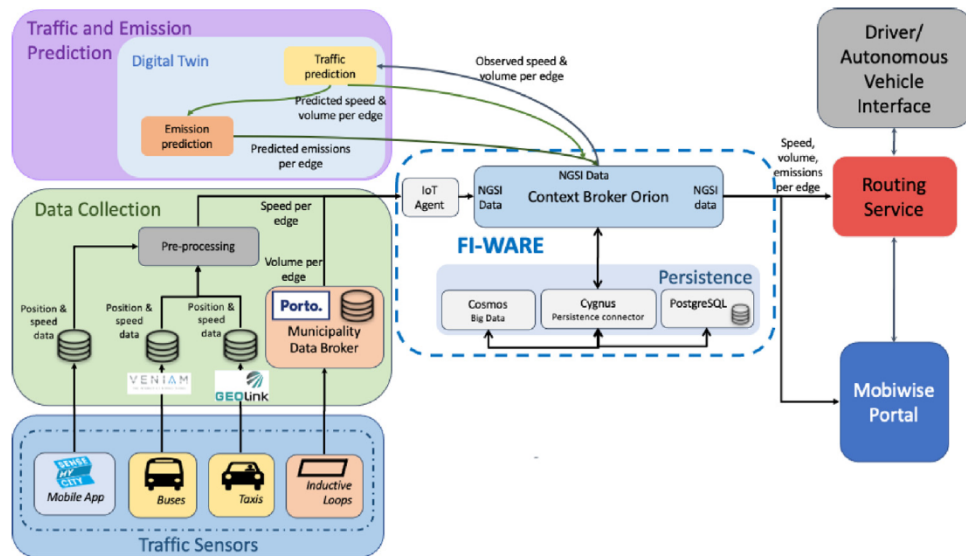 Traffic and Emission
Prediction
Digital Twin
Traffic
prediction
Observed speed &
volume per edge
Predicted speed &
volume per edge
Emission
prediction
Predicted emissions
per edge
Driver/
Autonomous
Vehicle
Interface
Speed,
volume,
emissions
per edge
Routing
Service
Mobiwise
Portal
NGSI Data
IoT
Agent
NGSI
Data
Context Broker Orion
NGSI
data
FI-WARE
Persistence
Cosmos
Big Data
Cygnus
Persistence connector
PostgreSQL
Data Collection
Speed per
edge
Pre-processing
Volume per
edge
Position &
speed
data
Position &
speed
data
Position &
speed
data
Porto.
Municipality
Data Broker
VENIAM
GEOlink
SENSE
MY
CITY
Mobile App
Buses
Taxis
Inductive
Loops
Traffic Sensors